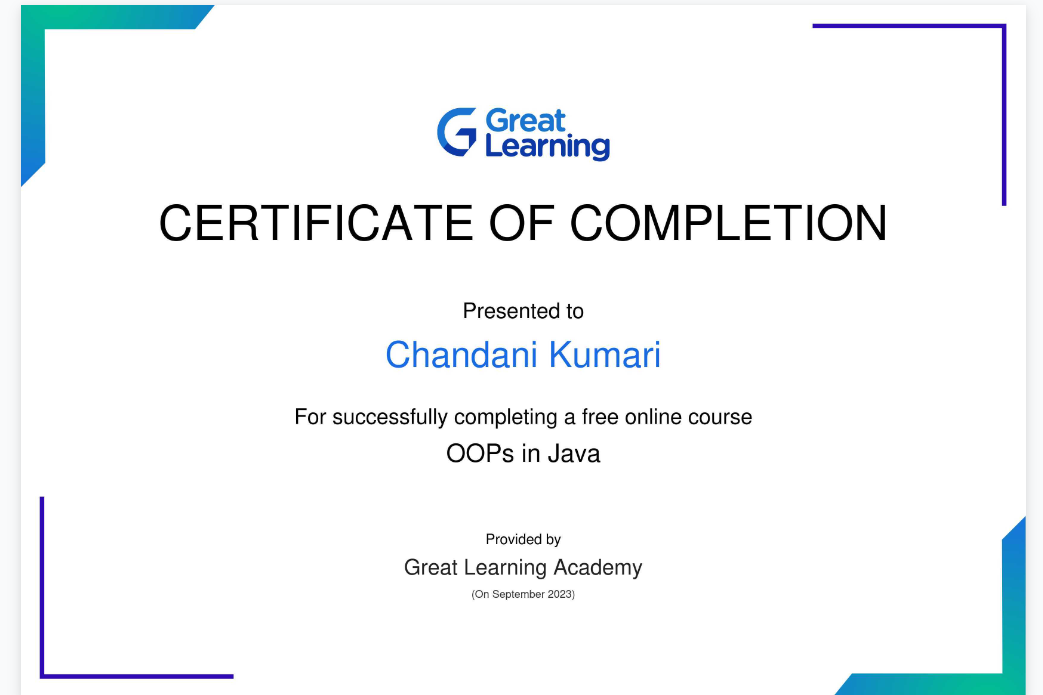 Great
Learning
CERTIFICATE OF COMPLETION
Presented to
Chandani Kumari
For successfully completing a free online course
OOPs in Java
Provided by
Great Learning Academy
(On September 2023)